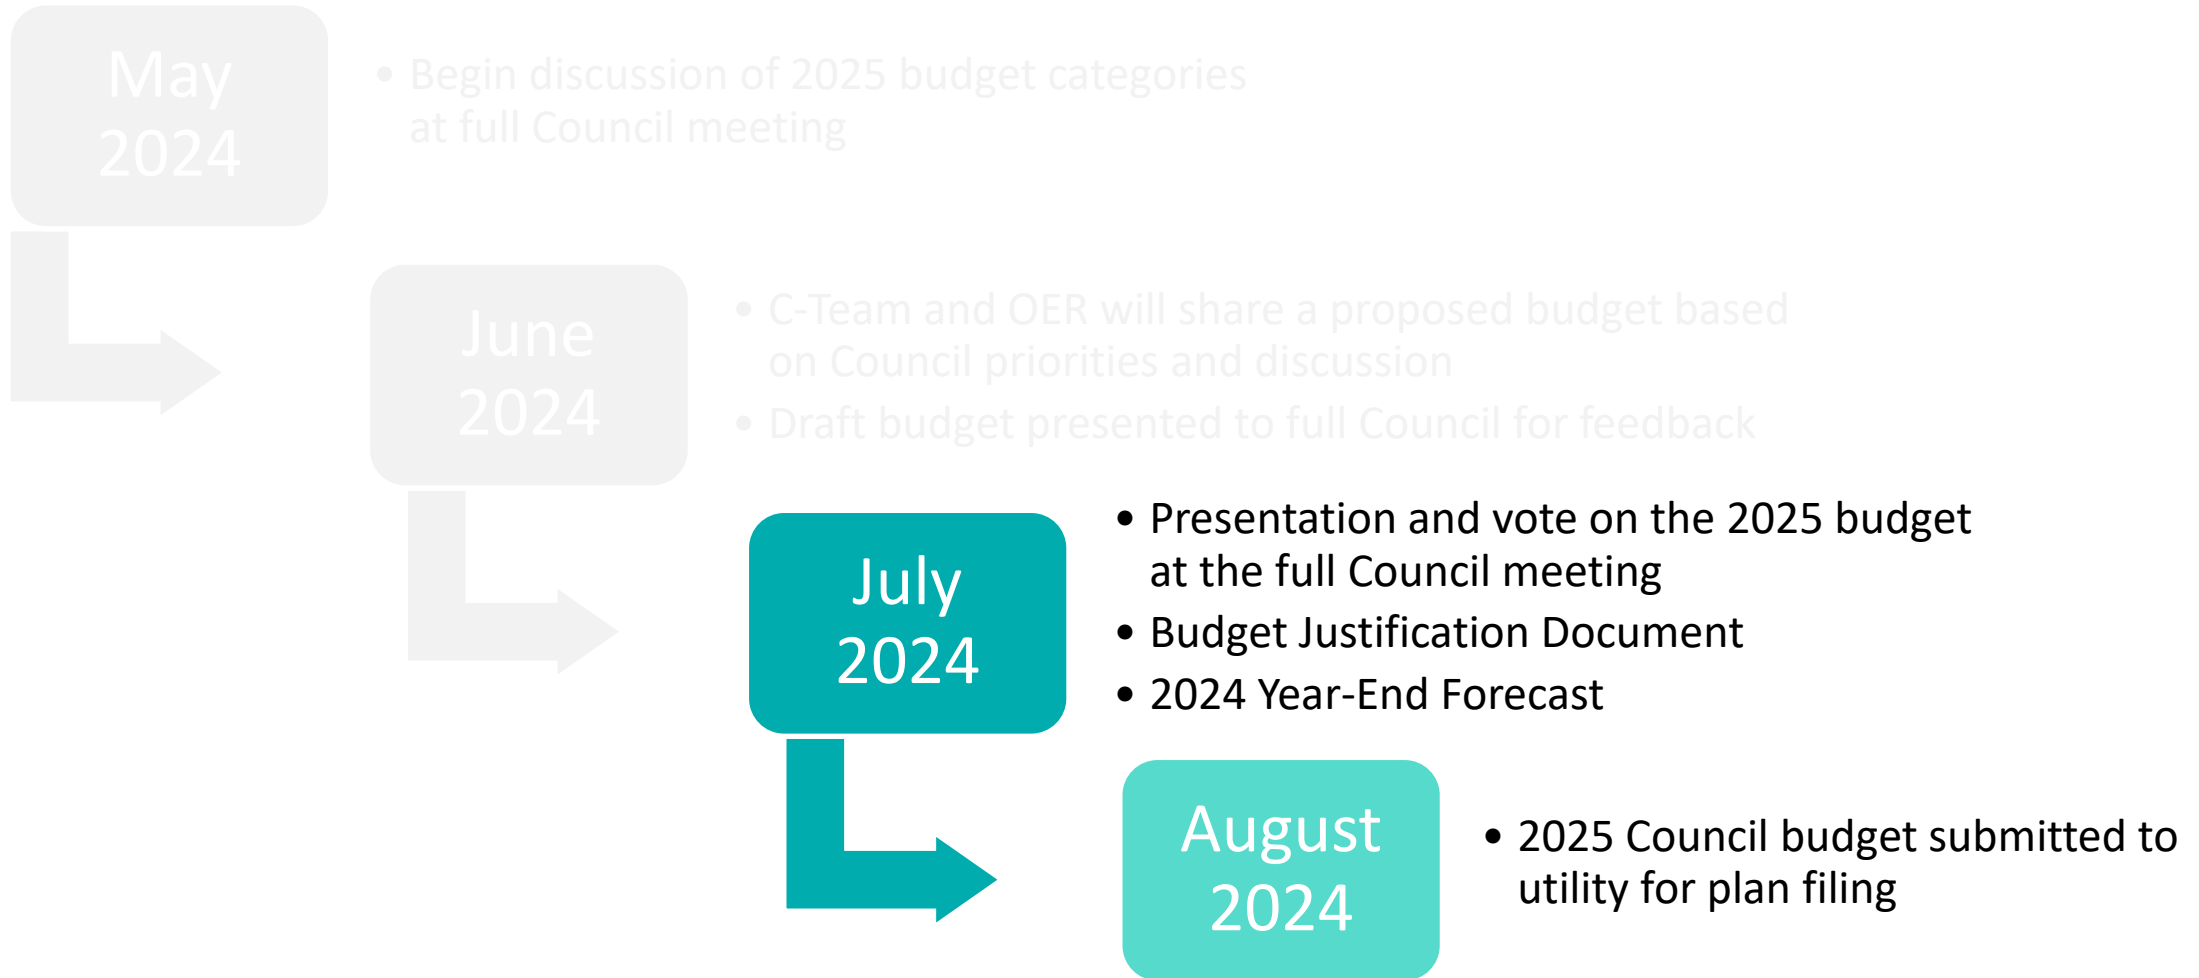 May
2024
• Begin discussion of 2025 budget categories
at full Council meeting
June
2024
• C-Team and OER will share a proposed budget based
on Council priorities and discussion
• Draft budget presented to full Council for feedback
July
2024
• Presentation and vote on the 2025 budget
at the full Council meeting
• Budget Justification Document
• 2024 Year-End Forecast
August
2024
• 2025 Council budget submitted to
utility for plan filing